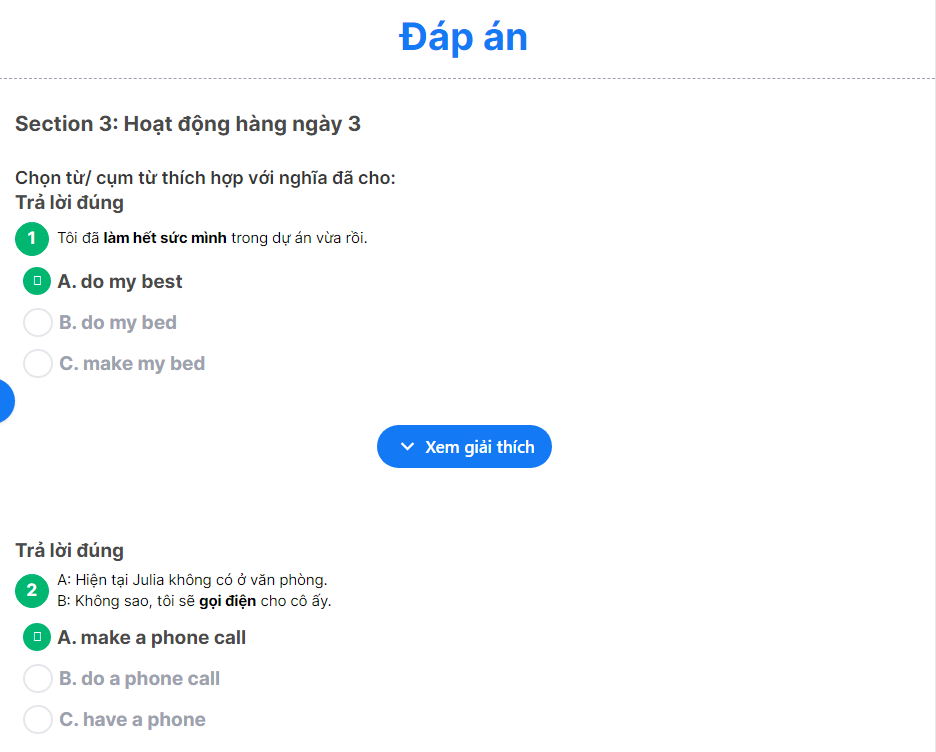 Đáp án
Section 3: Hoạt động hàng ngày 3
Chọn từ/ cụm từ thích hợp với nghĩa đã cho:
Trả lời đúng
1 Tôi đã làm hết sức mình trong dự án vừa rồi.
A. do my best
B. do my bed
C. make my bed
Xem giải thích
Trả lời đúng
2 A: Hiện tại Julia không có ở văn phòng.
B: Không sao, tôi sẽ gọi điện cho cô ấy.
A. make a phone call
B. do a phone call
C. have a phone